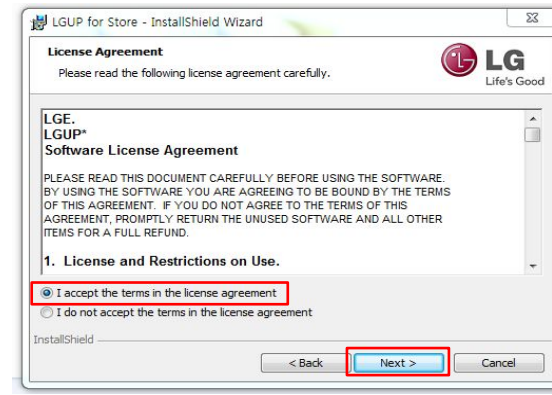 LGUP for Store - InstallShield Wizard
License Agreement
Please read the following license agreement carefully.
LG
Life's Good
LGE.
LGUP*
Software License Agreement
PLEASE READ THIS DOCUMENT CAREFULLY BEFORE USING THE SOFTWARE.
BY USING THE SOFTWARE YOU ARE AGREEING TO BE BOUND BY THE TERMS
OF THIS AGREEMENT. IF YOU DO NOT AGREE TO THE TERMS OF THIS
AGREEMENT, PROMPTLY RETURN THE UNUSED SOFTWARE AND ALL OTHER
ITEMS FOR A FULL REFUND.
1. License and Restrictions on Use.
I accept the terms in the license agreement
I do not accept the terms in the license agreement
InstallShield
< Back Next > Cancel